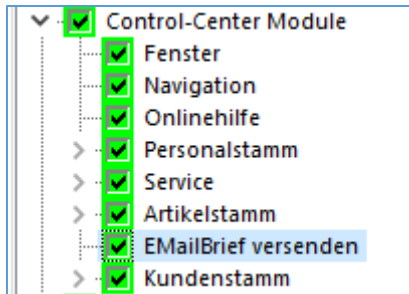 Control-Center Module
Fenster
Navigation
Onlinehilfe
Personalstamm
Service
Artikelstamm
EMailBrief versenden
Kundenstamm